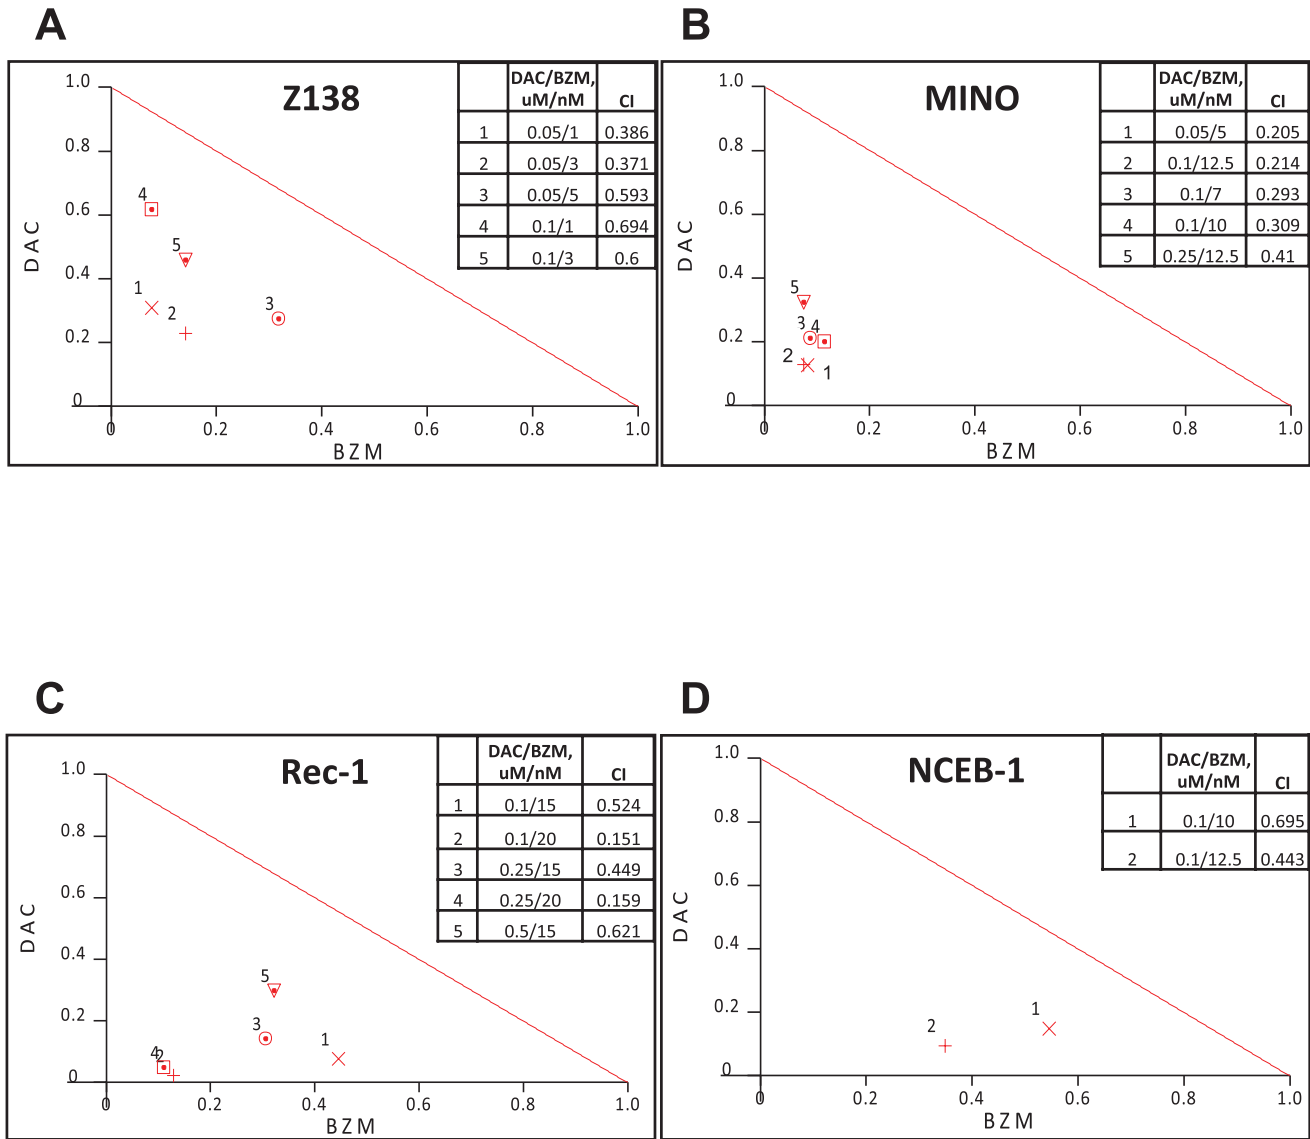 A
Z138
DAC/BZM, uM/nM CI
1 0.05/1 0.386
2 0.05/3 0.371
3 0.05/5 0.593
4 0.1/1 0.694
5 0.1/3 0.6
1.0
0.8
0.6
0.4
0.2
0
DAC
4
5
1
2
3
0 0.2 0.4 0.6 0.8 1.0
BZM
B
MINO
DAC/BZM, uM/nM CI
1 0.05/5 0.205
2 0.1/12.5 0.214
3 0.1/7 0.293
4 0.1/10 0.309
5 0.25/12.5 0.41
1.0
0.8
0.6
0.4
0.2
0
DAC
5
3 4
2
1
0 0.2 0.4 0.6 0.8 1.0
BZM
C
Rec-1
DAC/BZM, uM/nM CI
1 0.1/15 0.524
2 0.1/20 0.151
3 0.25/15 0.449
4 0.25/20 0.159
5 0.5/15 0.621
1.0
0.8
0.6
0.4
0.2
0
DAC
5
3
1
4 2
0 0.2 0.4 0.6 0.8 1.0
BZM
D
NCEB-1
DAC/BZM, uM/nM CI
1 0.1/10 0.695
2 0.1/12.5 0.443
1.0
0.8
0.6
0.4
0.2
0
DAC
1
2
0 0.2 0.4 0.6 0.8 1.0
BZM